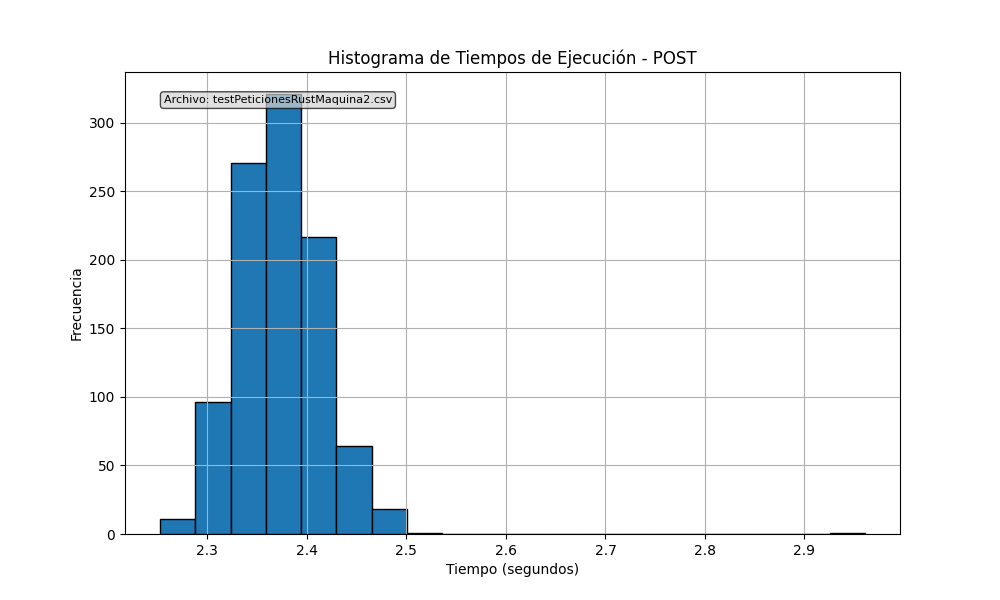 Histograma de Tiempos de Ejecución - POST
Archivo: testPeticionesRustMaquina2.csv
Frecuencia
300
250
200
150
100
50
0
2.3 2.4 2.5 2.6 2.7 2.8 2.9
Tiempo (segundos)